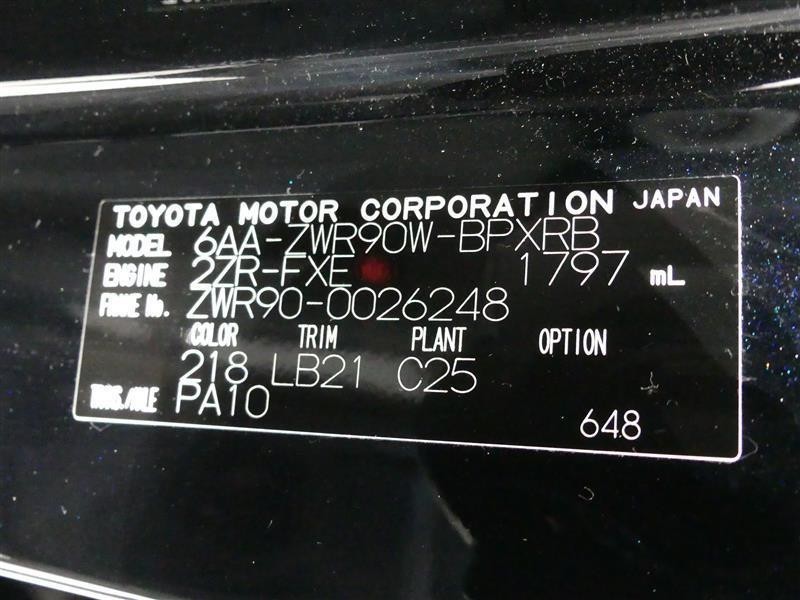 TOYOTA MOTOR CORPORATION JAPAN
MODEL 6AA-ZWR90W-BPXRB
ENGINE 2ZR-FXE 1797 mL
FRAME No. ZWR90-0026248
COLOR TRIM PLANT OPTION
218 LB21 C25
TRANS./AXLE PA10
648